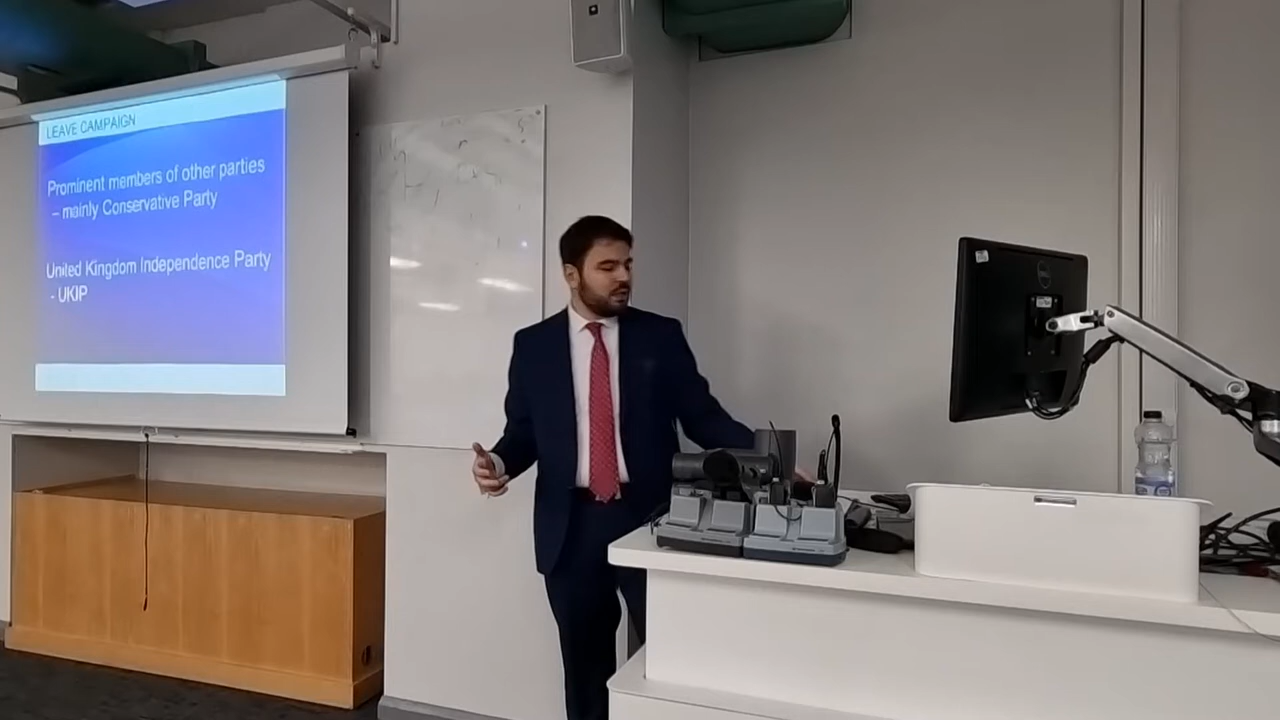 LEAVE CAMPAIGN
Prominent members of other parties
– mainly Conservative Party
United Kingdom Independence Party
- UKIP